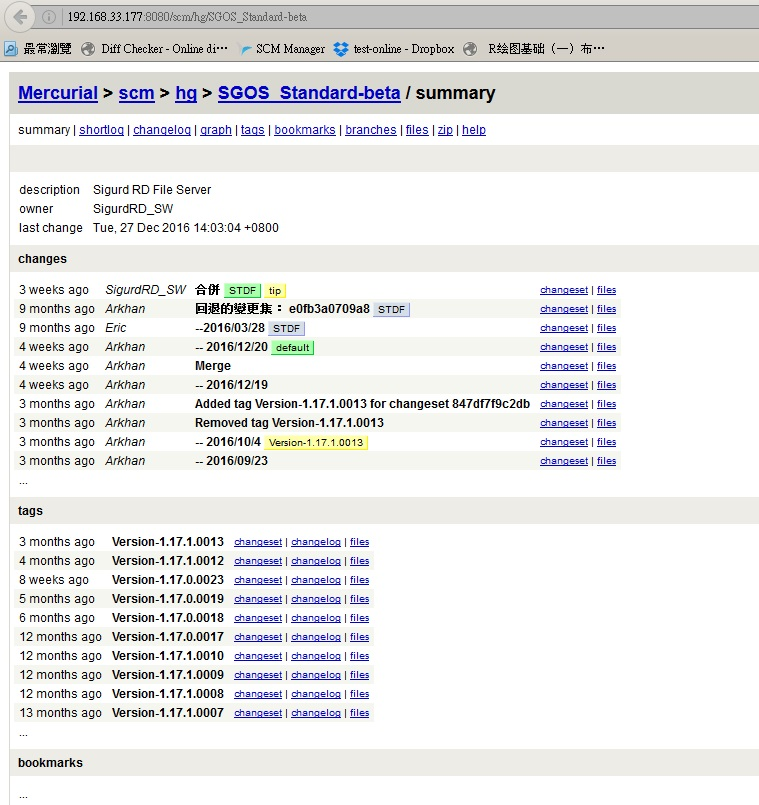 192.168.33.177:8080/scm/hg/SGOS_Standard-beta
最常瀏覽 Diff Checker - Online di··· SCM Manager test-online - Dropbox R绘图基础（一）布···
Mercurial > scm > hg > SGOS_Standard-beta / summary
summary | shortlog | changelog | graph | tags | bookmarks | branches | files | zip | help
description Sigurd RD File Server
owner SigurdRD_SW
last change Tue, 27 Dec 2016 14:03:04 +0800
changes
3 weeks ago SigurdRD_SW 合併 STDF tip changeset | files
9 months ago Arkhan 回退的變更集： e0fb3a0709a8 STDF changeset | files
9 months ago Eric --2016/03/28 STDF changeset | files
4 weeks ago Arkhan -- 2016/12/20 default changeset | files
4 weeks ago Arkhan Merge changeset | files
4 weeks ago Arkhan -- 2016/12/19 changeset | files
3 months ago Arkhan Added tag Version-1.17.1.0013 for changeset 847df7f9c2db changeset | files
3 months ago Arkhan Removed tag Version-1.17.1.0013 changeset | files
3 months ago Arkhan -- 2016/10/4 Version-1.17.1.0013 changeset | files
3 months ago Arkhan -- 2016/09/23 changeset | files
...
tags
3 months ago Version-1.17.1.0013 changeset | changelog | files
4 months ago Version-1.17.1.0012 changeset | changelog | files
8 weeks ago Version-1.17.0.0023 changeset | changelog | files
5 months ago Version-1.17.0.0019 changeset | changelog | files
6 months ago Version-1.17.0.0018 changeset | changelog | files
12 months ago Version-1.17.0.0017 changeset | changelog | files
12 months ago Version-1.17.1.0010 changeset | changelog | files
12 months ago Version-1.17.1.0009 changeset | changelog | files
12 months ago Version-1.17.1.0008 changeset | changelog | files
13 months ago Version-1.17.1.0007 changeset | changelog | files
...
bookmarks
...